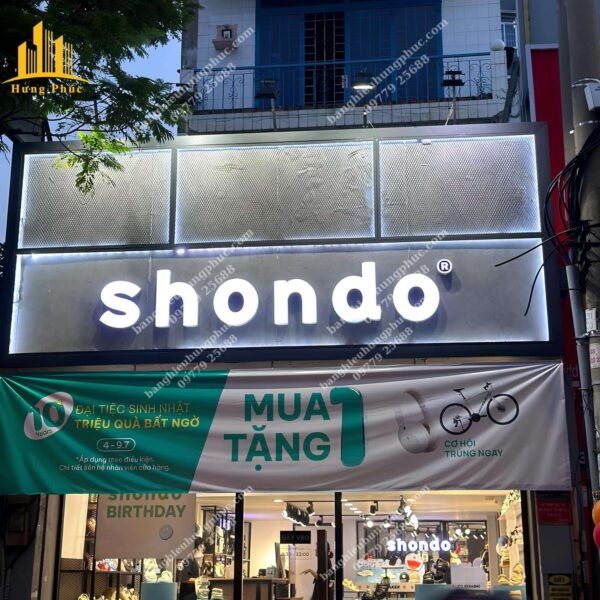 Hưng Phúc
banghieuhungphuc.com
09779 25688
shondo®
10
Years
ĐẠI TIỆC SINH NHẬT
TRIỆU QUÀ BẤT NGỜ
4 - 9.7
*Áp dụng theo điều kiện.
Chi tiết liên hệ nhân viên cửa hàng.
MUA 1
TẶNG 1
CƠ HỘI
TRÚNG NGAY
shondo
BIRTHDAY
shondo